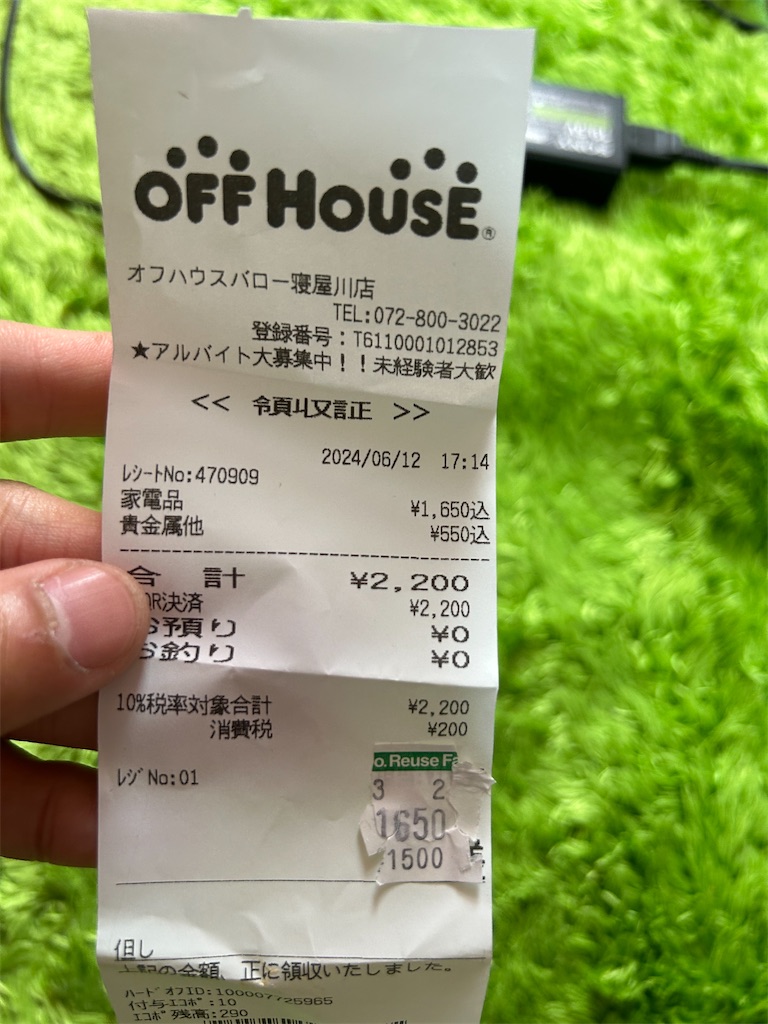 OFF HOUSE®
オフハウスバロー寝屋川店
TEL:072-800-3022
登録番号:T6110001012853
★アルバイト大募集中!!未経験者大歓
<< 領収証 >>
2024/06/12 17:14
レシートNo:470909
家電品 ¥1,650込
貴金属他 ¥550込
合 計 ¥2,200
QR決済 ¥2,200
お預り ¥0
お釣り ¥0
10%税率対象合計 ¥2,200
消費税 ¥200
レジNo:01
o. Reuse Fa
3 2
1650
1500
但し
上記の金額、正に領収いたしました。
ハードオフID:100007725965
付与エコポ:10
エコポ残高:290